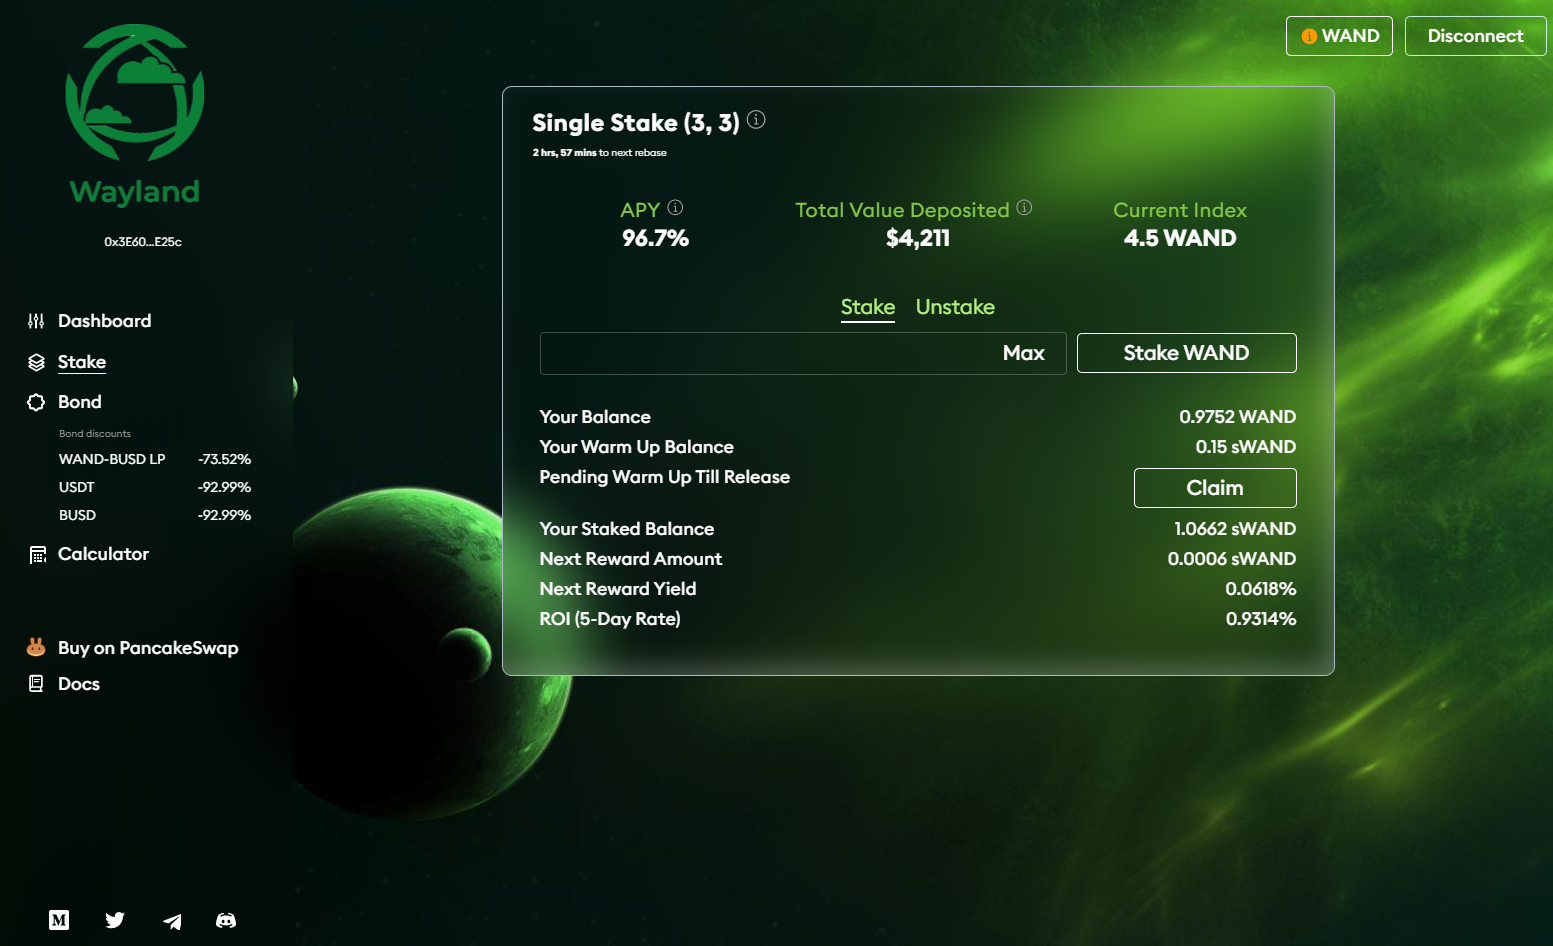 WAND
Disconnect
Wayland
0x3E60...E25c
Dashboard
Stake
Bond
Bond discounts
WAND-BUSD LP -73.52%
USDT -92.99%
BUSD -92.99%
Calculator
Buy on PancakeSwap
Docs
Single Stake (3, 3)
2 hrs, 57 mins to next rebase
APY
96.7%
Total Value Deposited
$4,211
Current Index
4.5 WAND
Stake Unstake
Max
Stake WAND
Your Balance 0.9752 WAND
Your Warm Up Balance 0.15 sWAND
Pending Warm Up Till Release
Claim
Your Staked Balance 1.0662 sWAND
Next Reward Amount 0.0006 sWAND
Next Reward Yield 0.0618%
ROI (5-Day Rate) 0.9314%
M